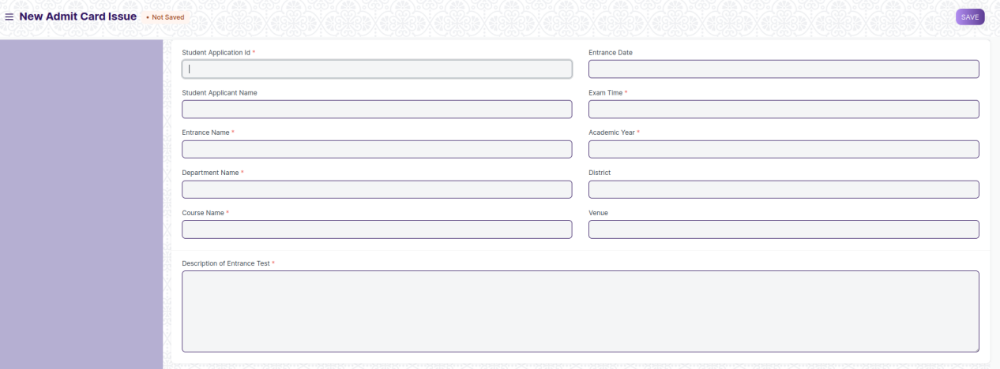 New Admit Card Issue • Not Saved SAVE
Student Application Id *
Entrance Date
Student Applicant Name
Exam Time *
Entrance Name *
Academic Year *
Department Name *
District
Course Name *
Venue
Description of Entrance Test *